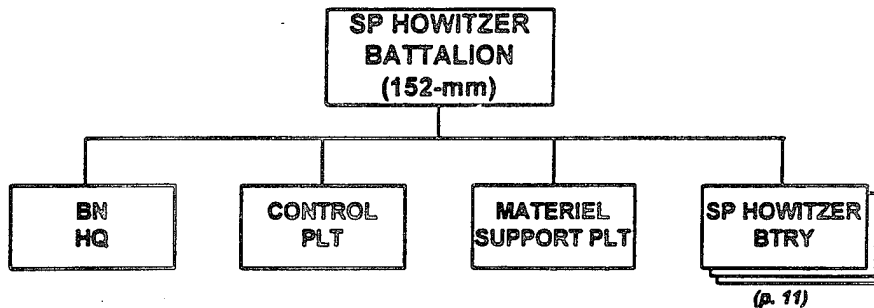 SP HOWITZER
BATTALION
(152-mm)
BN
HQ
CONTROL
PLT
MATERIEL
SUPPORT PLT
SP HOWITZER
BTRY
(p. 11)